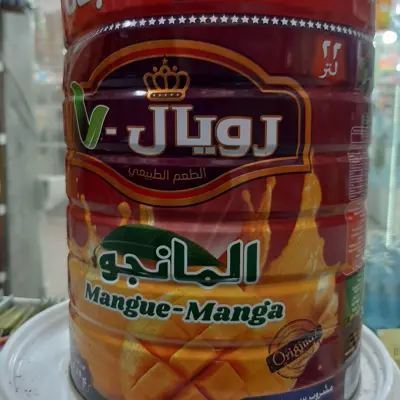 ٢٢
لتر
رويال-V
الطعم الطبيعي
المانجو
Mangue-Manga
Original